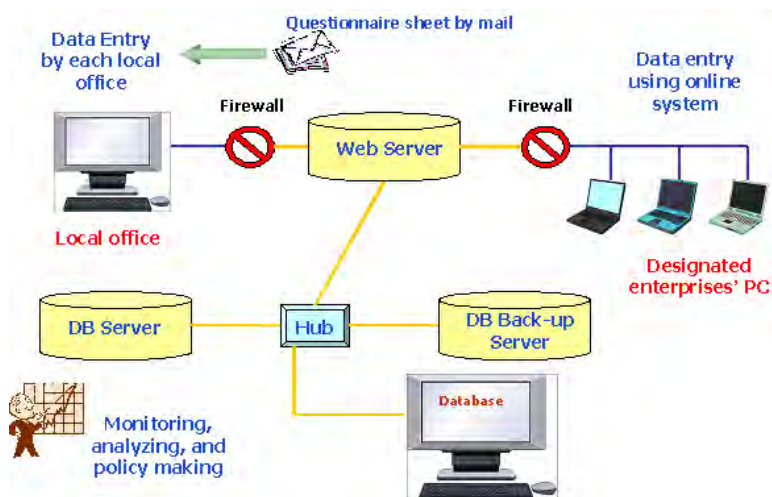 Questionnaire sheet by mail
Data Entry
by each local
office
Data entry
using online
system
Firewall
Firewall
Web Server
Local office
Designated
enterprises' PC
DB Server
Hub
DB Back-up
Server
Database
Monitoring,
analyzing, and
policy making